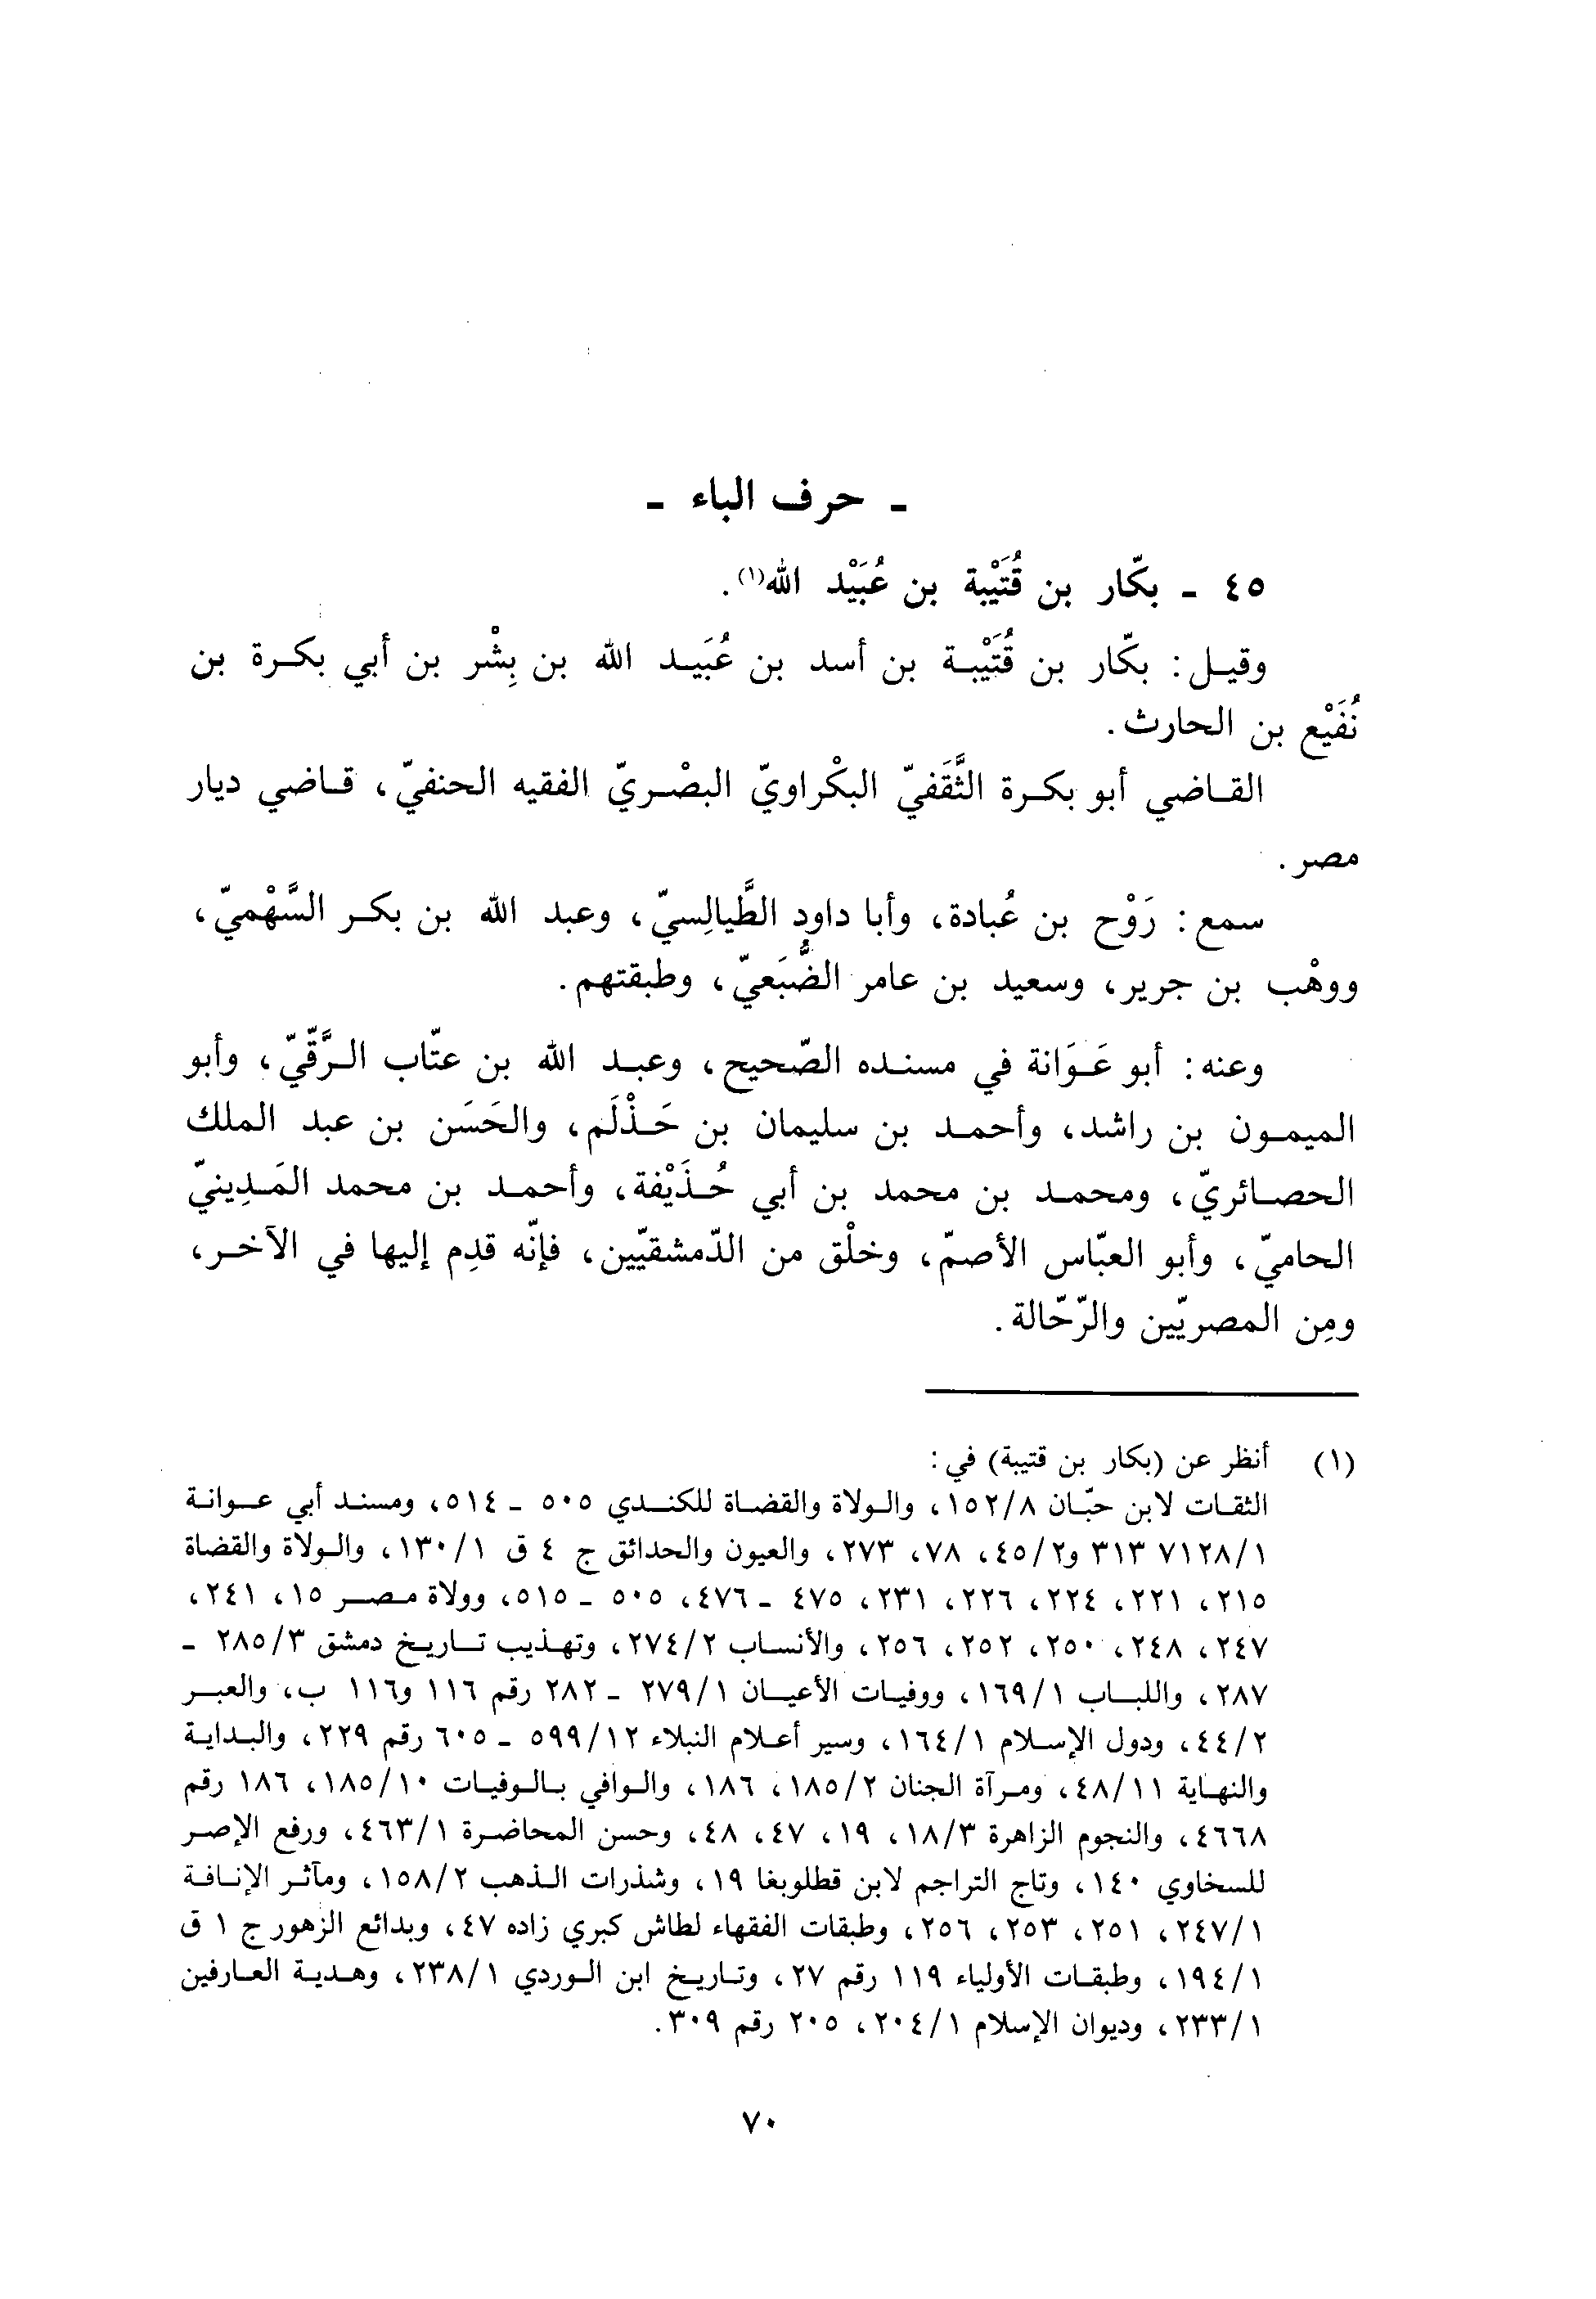 ـ حرف الباء ـ
٤٥ ـ بكّار بن قُتَيْبة بن عُبَيْد الله(١).
وقيل: بكّار بن قُتَيْبة بن أسد بن عُبَيد الله بن بِشْر بن أبي بكرة بن
نُفَيْع بن الحارث.
القاضي أبو بكرة الثَّقَفيّ البكْراويّ البصْريّ الفقيه الحنفيّ، قاضي ديار
مصر.
سمع: رَوْح بن عُبادة، وأبا داود الطَّيالِسيّ، وعبد الله بن بكر السَّهْميّ،
ووهْب بن جرير، وسعيد بن عامر الضُّبَعيّ، وطبقتهم.
وعنه: أبو عَوَانة في مسنده الصّحيح، وعبد الله بن عتّاب الرَّقّيّ، وأبو
الميمون بن راشد، وأحمد بن سليمان بن حَذْلَم، والحَسَن بن عبد الملك
الحصائريّ، ومحمد بن محمد بن أبي حُذَيْفة، وأحمد بن محمد المَدِينيّ
الحاميّ، وأبو العبّاس الأصمّ، وخلْق من الدّمشقيّين، فإنّه قدِم إليها في الآخر،
ومِن المصريّين والرّحّالة.
(١) أنظر عن (بكار بن قتيبة) في:
الثقات لابن حبّان ١٥٢/٨، والولاة والقضاة للكندي ٥٠٥ ـ ٥١٤، ومسند أبي عوانة
٧١٢٨/١ ٣١٣ و٤٥/٢، ٧٨، ٢٧٣، والعيون والحدائق ج ٤ ق ١٣٠/١، والولاة والقضاة
٢١٥، ٢٢١، ٢٢٤، ٢٢٦، ٢٣١، ٤٧٥ ـ ٤٧٦، ٥٠٥ ـ ٥١٥، وولاة مصر ١٥، ٢٤١،
٢٤٧، ٢٤٨، ٢٥٠، ٢٥٢، ٢٥٦، والأنساب ٢٧٤/٢، وتهذيب تاريخ دمشق ٢٨٥/٣ ـ
٢٨٧، واللباب ١٦٩/١، ووفيات الأعيان ٢٧٩/١ ـ ٢٨٢ رقم ١١٦ و١١٦ ب، والعبر
٤٤/٢، ودول الإسلام ١٦٤/١، وسير أعلام النبلاء ٥٩٩/١٢ ـ ٦٠٥ رقم ٢٢٩، والبداية
والنهاية ٤٨/١١، ومرآة الجنان ١٨٥/٢، ١٨٦، والوافي بالوفيات ١٨٥/١٠، ١٨٦ رقم
٤٦٦٨، والنجوم الزاهرة ١٨/٣، ١٩، ٤٧، ٤٨، وحسن المحاضرة ٤٦٣/١، ورفع الإصر
للسخاوي ١٤٠، وتاج التراجم لابن قطلوبغا ١٩، وشذرات الذهب ١٥٨/٢، ومآثر الإنافة
٢٤٧/١، ٢٥١، ٢٥٣، ٢٥٦، وطبقات الفقهاء لطاش كبري زاده ٤٧، وبدائع الزهور ج ١ ق
١٩٤/١، وطبقات الأولياء ١١٩ رقم ٢٧، وتاريخ ابن الوردي ٢٣٨/١، وهدية العارفين
٢٣٣/١، وديوان الإسلام ٢٠٤/١، ٢٠٥ رقم ٣٠٩.
٧٠